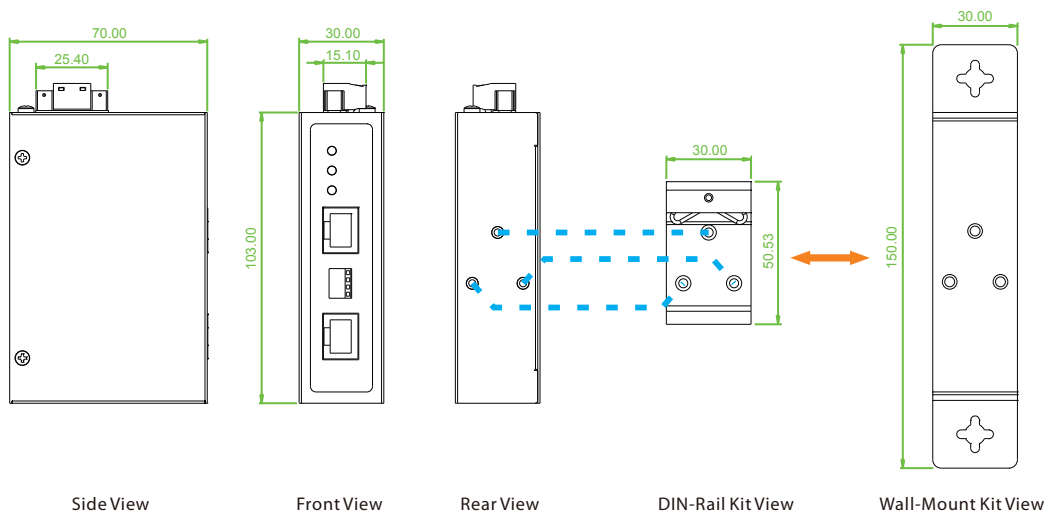 70.00
25.40
30.00
15.10
103.00
30.00
50.53
30.00
150.00
Side View
Front View
Rear View
DIN-Rail Kit View
Wall-Mount Kit View